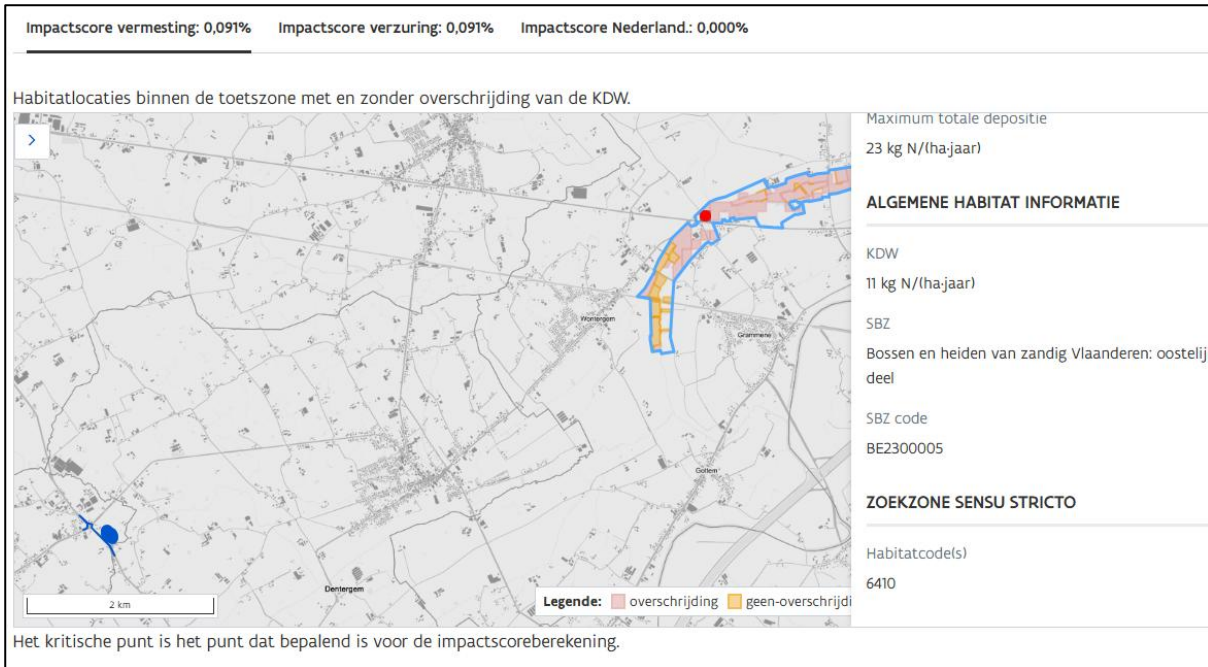 Impactscore vermesting: 0,091% Impactscore verzuring: 0,091% Impactscore Nederland.: 0,000%
Habitatlocaties binnen de toetszone met en zonder overschrijding van de KDW.
Maximum totale depositie
23 kg N/(ha·jaar)
ALGEMENE HABITAT INFORMATIE
KDW
11 kg N/(ha·jaar)
SBZ
Bossen en heiden van zandig Vlaanderen: oostelij
deel
SBZ code
BE2300005
ZOEKZONE SENSU STRICTO
Habitatcode(s)
6410
Wontergem
Grammene
Gottem
Dentergem
2 km
Legende: overschrijding geen-overschrijdi
Het kritische punt is het punt dat bepalend is voor de impactscoreberekening.